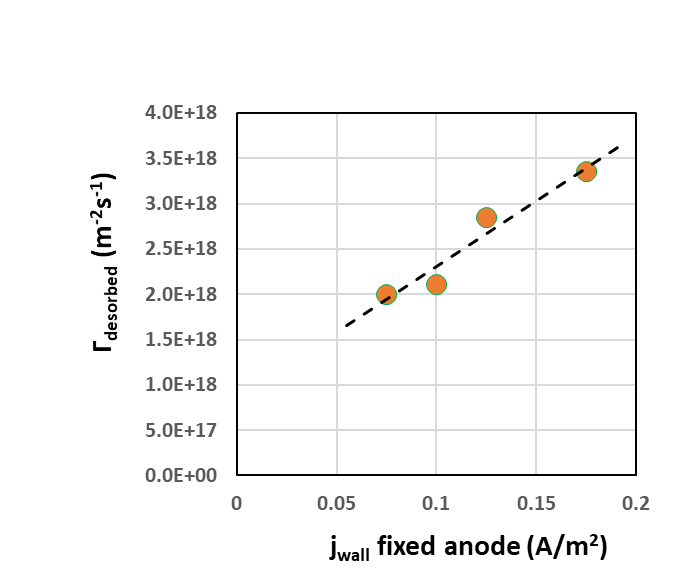 4.0E+18
3.5E+18
3.0E+18
2.5E+18
2.0E+18
1.5E+18
1.0E+18
5.0E+17
0.0E+00
Γdesorbed (m-2s-1)
0 0.05 0.1 0.15 0.2
jwall fixed anode (A/m2)